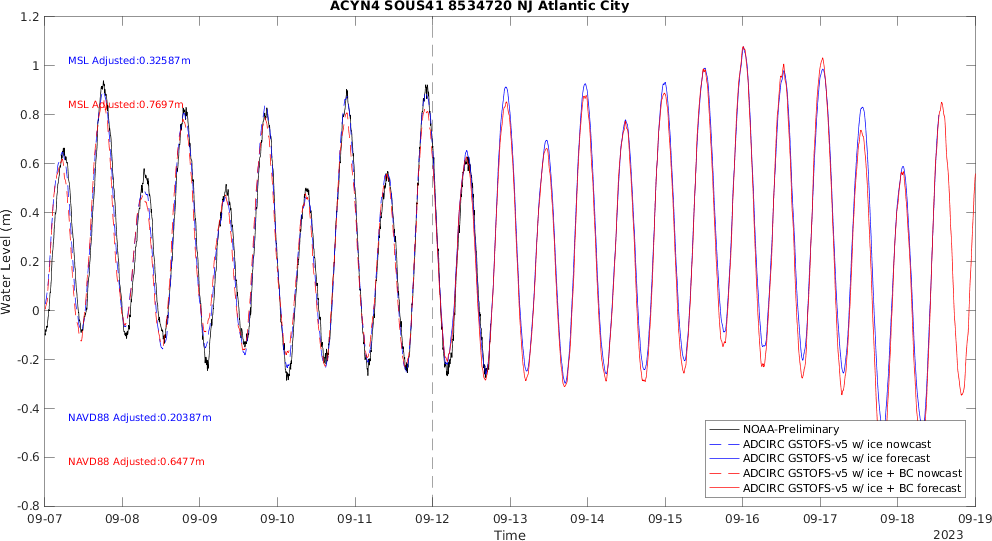 ACYN4 SOUS41 8534720 NJ Atlantic City
1.2
1
0.8
0.6
0.4
0.2
0
-0.2
-0.4
-0.6
-0.8
Water Level (m)
MSL Adjusted:0.32587m
MSL Adjusted:0.7697m
NAVD88 Adjusted:0.20387m
NAVD88 Adjusted:0.6477m
NOAA-Preliminary
ADCIRC GSTOFS-v5 w/ ice nowcast
ADCIRC GSTOFS-v5 w/ ice forecast
ADCIRC GSTOFS-v5 w/ice + BC nowcast
ADCIRC GSTOFS-v5 w/ice + BC forecast
09-07 09-08 09-09 09-10 09-11 09-12 09-13 09-14 09-15 09-16 09-17 09-18 09-19
Time
2023